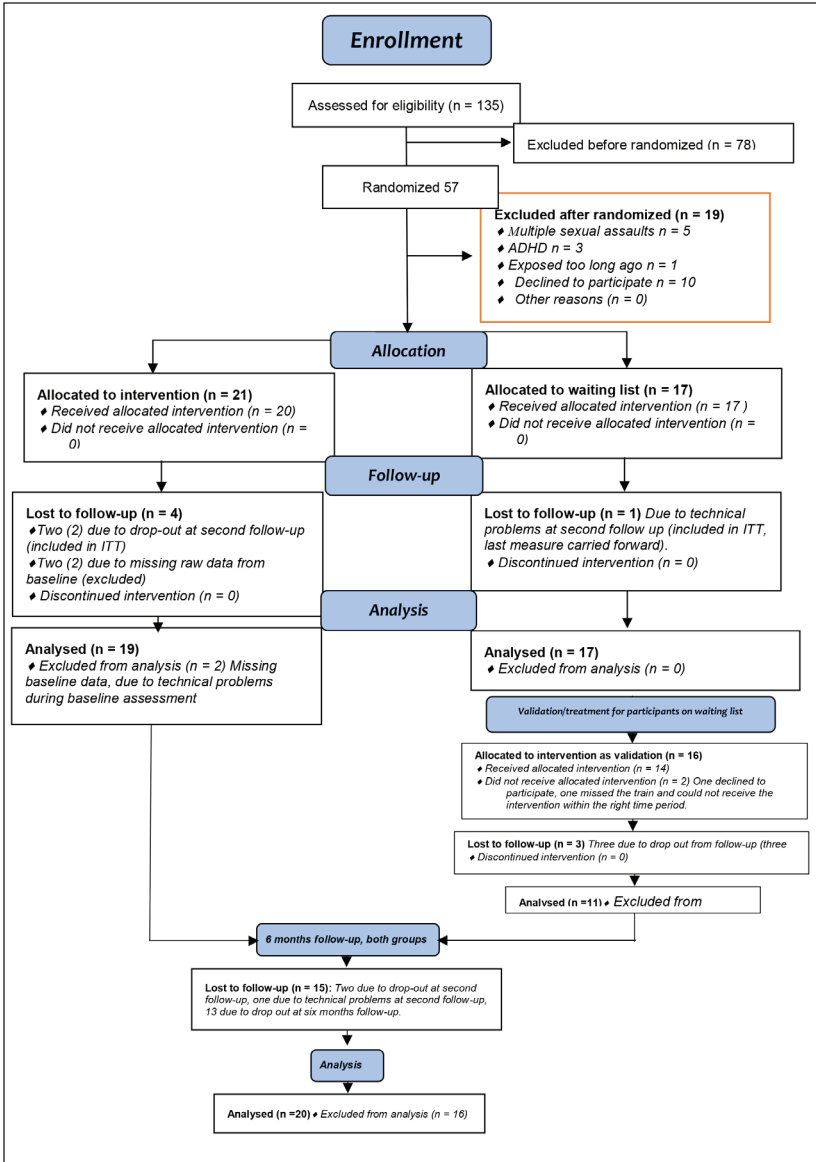 Enrollment
Assessed for eligibility (n = 135)
Excluded before randomized (n = 78)
Randomized 57
Excluded after randomized (n = 19)
♦ Multiple sexual assaults n = 5
♦ ADHD n = 3
♦ Exposed too long ago n = 1
♦ Declined to participate n = 10
♦ Other reasons (n = 0)
Allocation
Allocated to intervention (n = 21)
♦ Received allocated intervention (n = 20)
♦ Did not receive allocated intervention (n =
0)
Allocated to waiting list (n = 17)
♦ Received allocated intervention (n = 17 )
♦ Did not receive allocated intervention (n =
0)
Follow-up
Lost to follow-up (n = 4)
♦Two (2) due to drop-out at second follow-up
(included in ITT)
♦Two (2) due to missing raw data from
baseline (excluded)
♦ Discontinued intervention (n = 0)
Lost to follow-up (n = 1) Due to technical
problems at second follow up (included in ITT,
last measure carried forward).
♦ Discontinued intervention (n = 0)
Analysis
Analysed (n = 19)
♦ Excluded from analysis (n = 2) Missing
baseline data, due to technical problems
during baseline assessment
Analysed (n = 17)
♦ Excluded from analysis (n = 0)
Validation/treatment for participants on waiting list
Allocated to intervention as validation (n = 16)
♦ Received allocated intervention (n = 14)
♦ Did not receive allocated intervention (n = 2) One declined to
participate, one missed the train and could not receive the
intervention within the right time period.
Lost to follow-up (n = 3) Three due to drop out from follow-up (three
♦ Discontinued intervention (n = 0)
Analysed (n =11) ♦ Excluded from
6 months follow-up, both groups
Lost to follow-up (n = 15): Two due to drop-out at second
follow-up, one due to technical problems at second follow-up,
13 due to drop out at six months follow-up.
Analysis
Analysed (n =20) ♦ Excluded from analysis (n = 16)